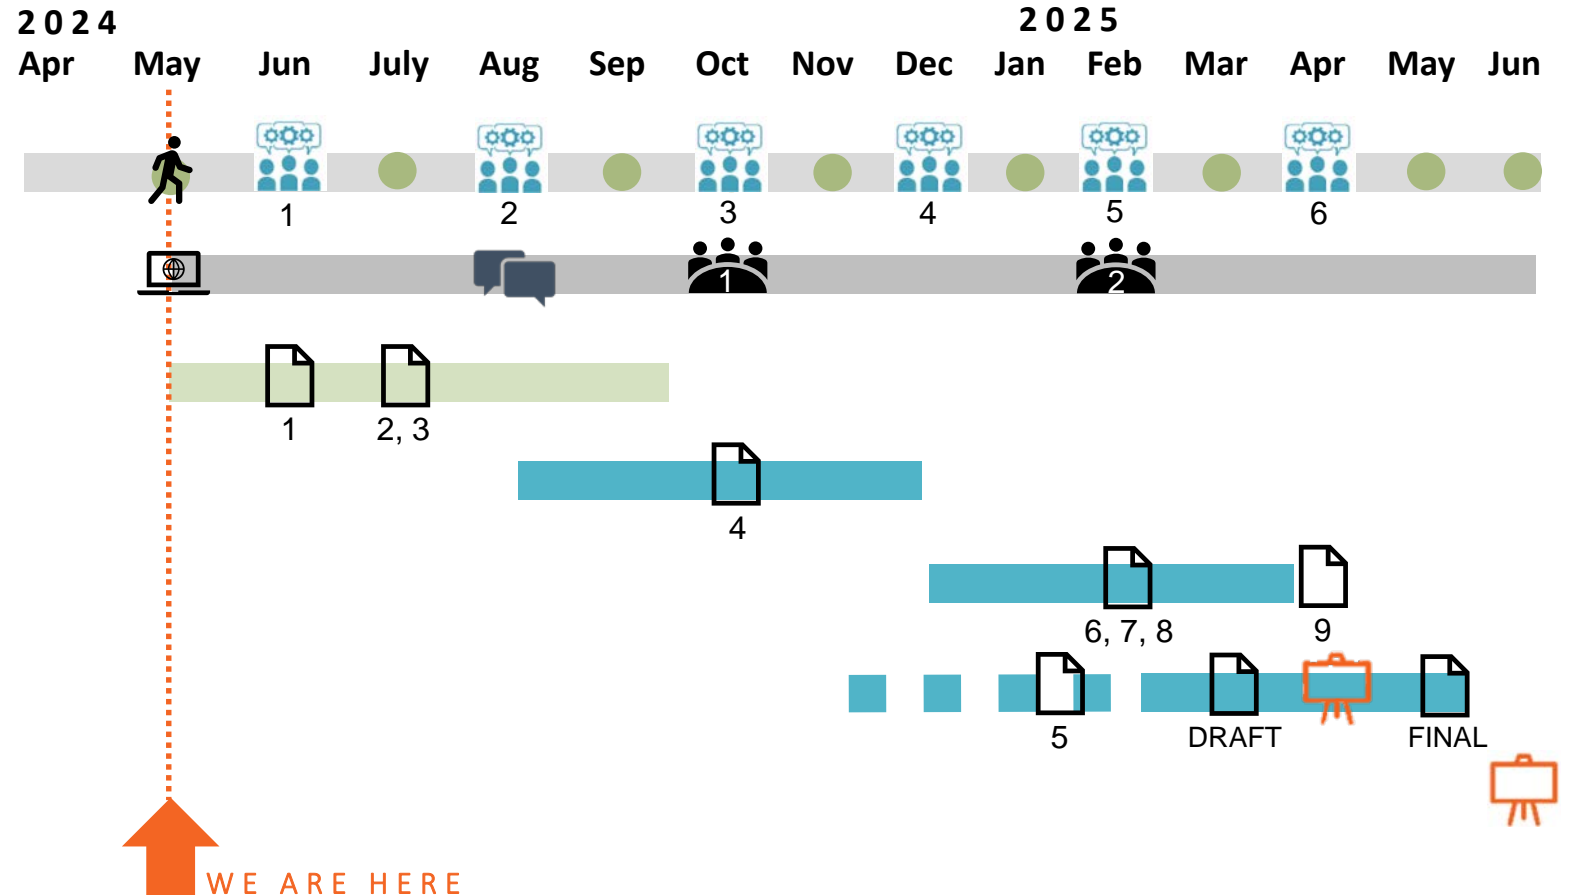 2024 2025
Apr May Jun July Aug Sep Oct Nov Dec Jan Feb Mar Apr May Jun
1 2 3 4 5 6
1 2
1 2, 3
4
6, 7, 8 9
5 DRAFT FINAL
WE ARE HERE